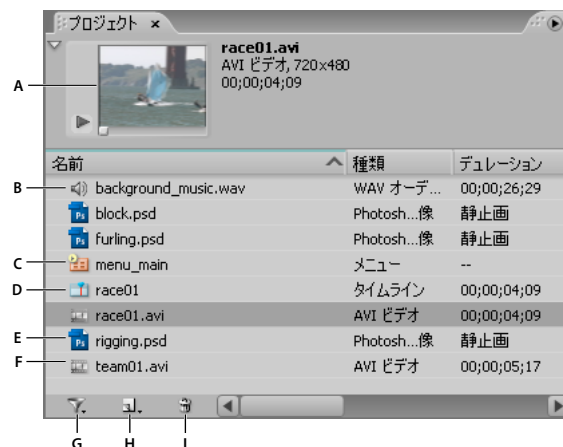 プロジェクト ×
race01.avi
AVI ビデオ, 720x480
00;00;04;09
A
名前 種類 デュレーション
B background_music.wav WAV オーデ... 00;00;26;29
Ps block.psd Photosh...像 静止画
Ps furling.psd Photosh...像 静止画
C menu_main メニュー --
D race01 タイムライン 00;00;04;09
race01.avi AVI ビデオ 00;00;04;09
E Ps rigging.psd Photosh...像 静止画
F team01.avi AVI ビデオ 00;00;05;17
G H I